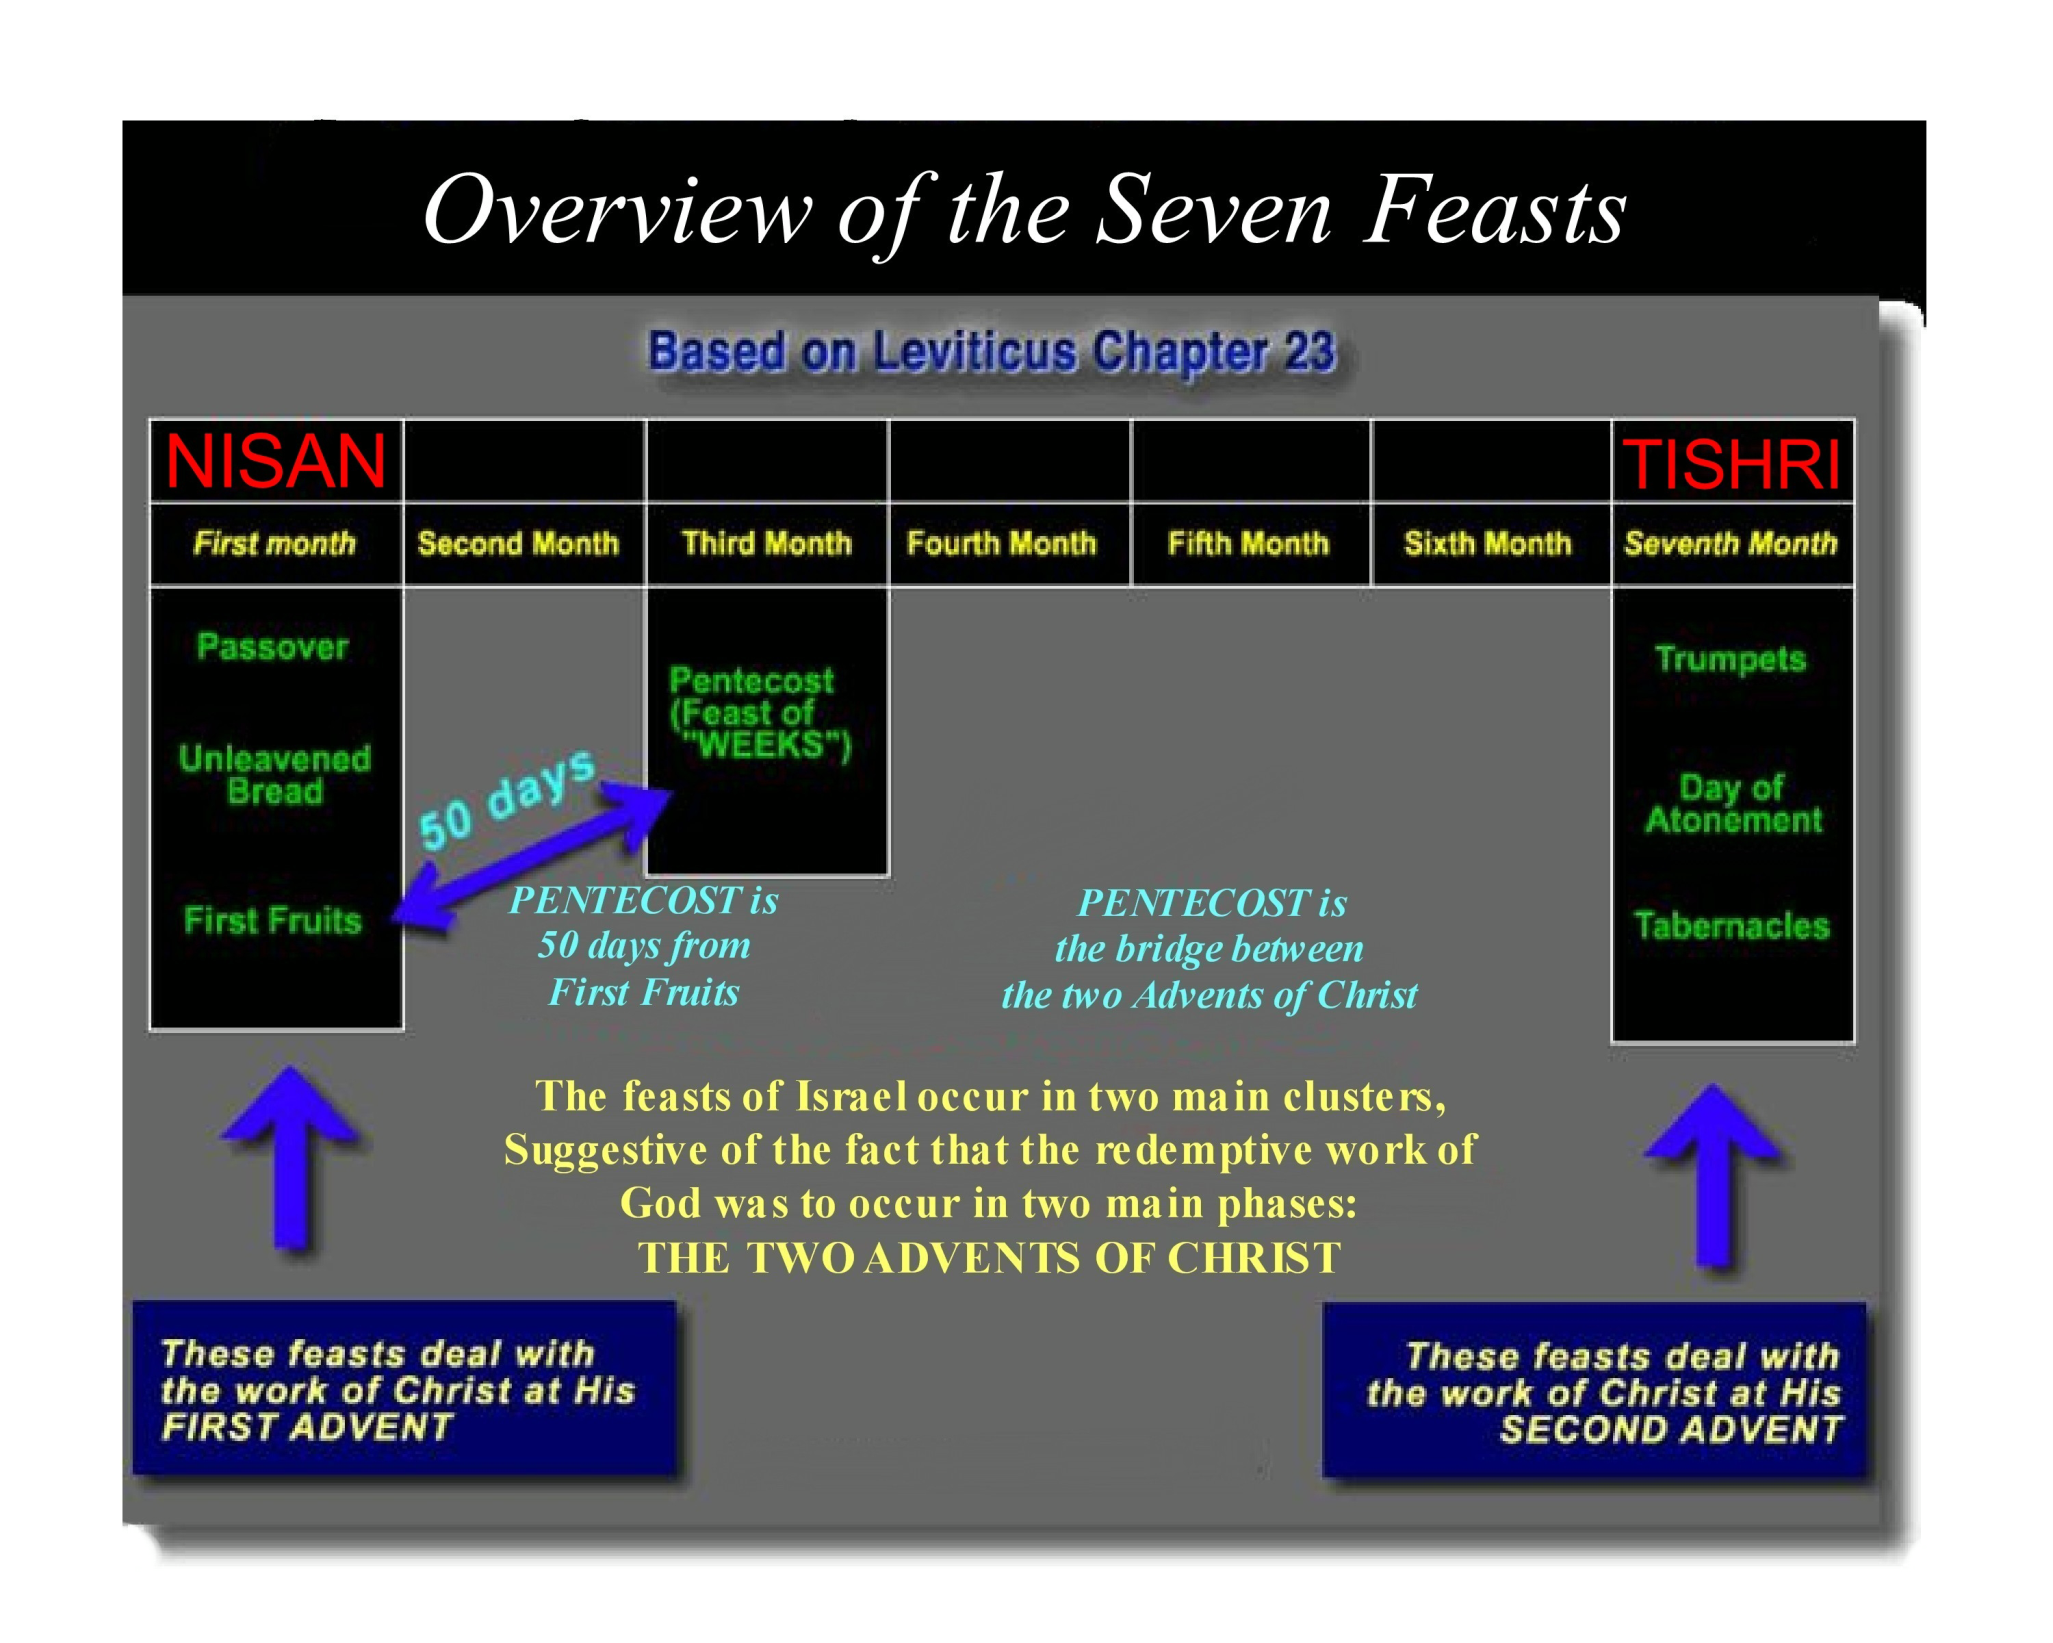 Overview of the Seven Feasts
Based on Leviticus Chapter 23
NISAN
TISHRI
First month
Second Month
Third Month
Fourth Month
Fifth Month
Sixth Month
Seventh Month
Passover
Unleavened
Bread
First Fruits
50 days
Pentecost
(Feast of
"WEEKS")
Trumpets
Day of
Atonement
Tabernacles
PENTECOST is
50 days from
First Fruits
PENTECOST is
the bridge between
the two Advents of Christ
The feasts of Israel occur in two main clusters,
Suggestive of the fact that the redemptive work of
God was to occur in two main phases:
THE TWO ADVENTS OF CHRIST
These feasts deal with
the work of Christ at His
FIRST ADVENT
These feasts deal with
the work of Christ at His
SECOND ADVENT